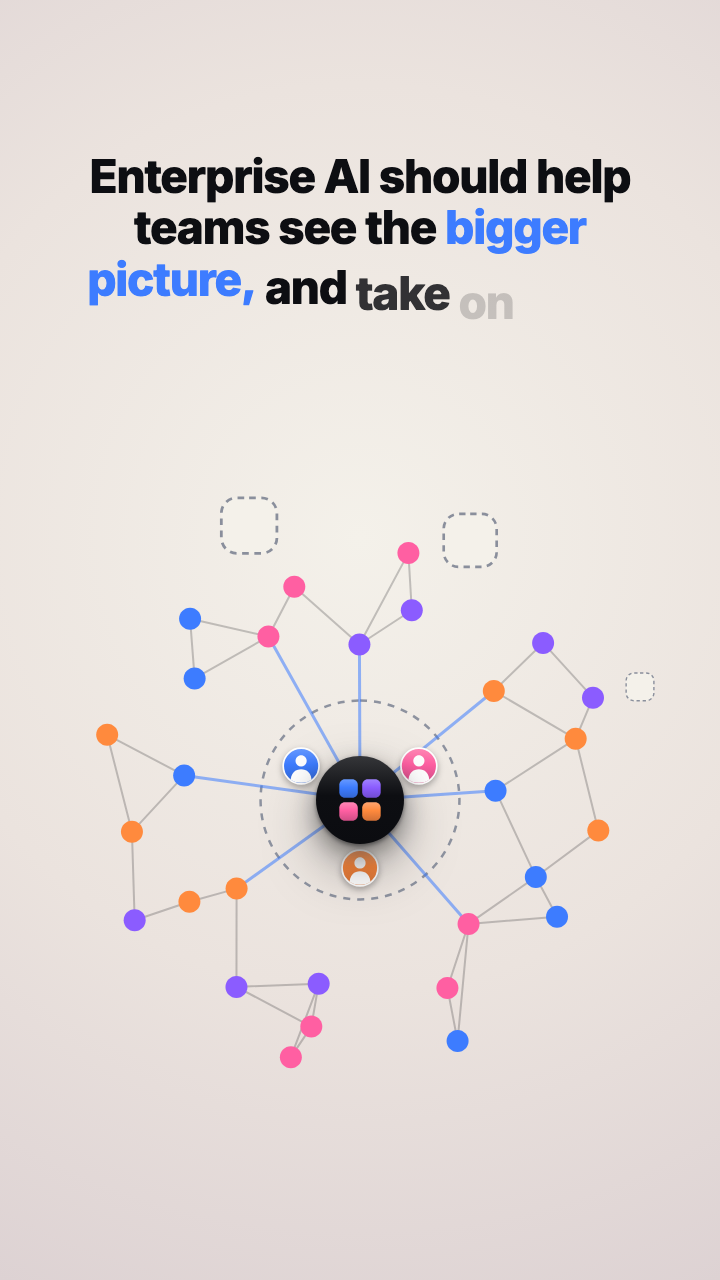 Enterprise AI should help
teams see the bigger
picture, and take on